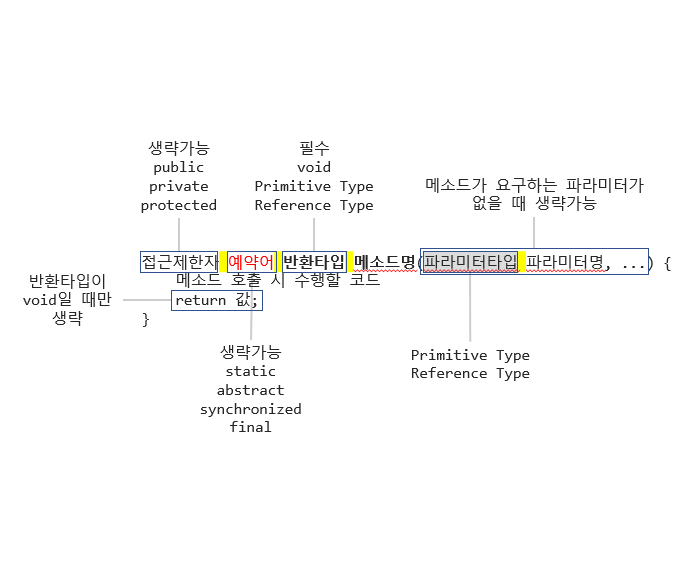 생략가능
public
private
protected
필수
void
Primitive Type
Reference Type
메소드가 요구하는 파라미터가
없을 때 생략가능
접근제한자 예약어 반환타입 메소드명(파라미터타입 파라미터명, ...) {
메소드 호출 시 수행할 코드
return 값;
}
반환타입이
void일 때만
생략
생략가능
static
abstract
synchronized
final
Primitive Type
Reference Type